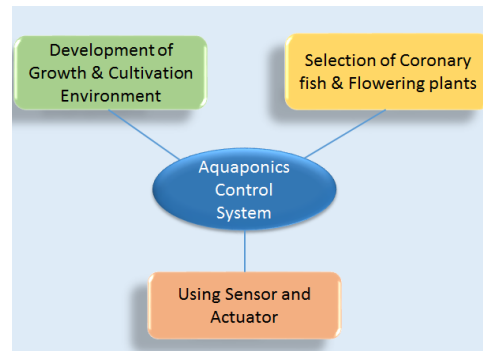 Development of
Growth & Cultivation
Environment
Selection of Coronary
fish & Flowering plants
Aquaponics
Control
System
Using Sensor and
Actuator